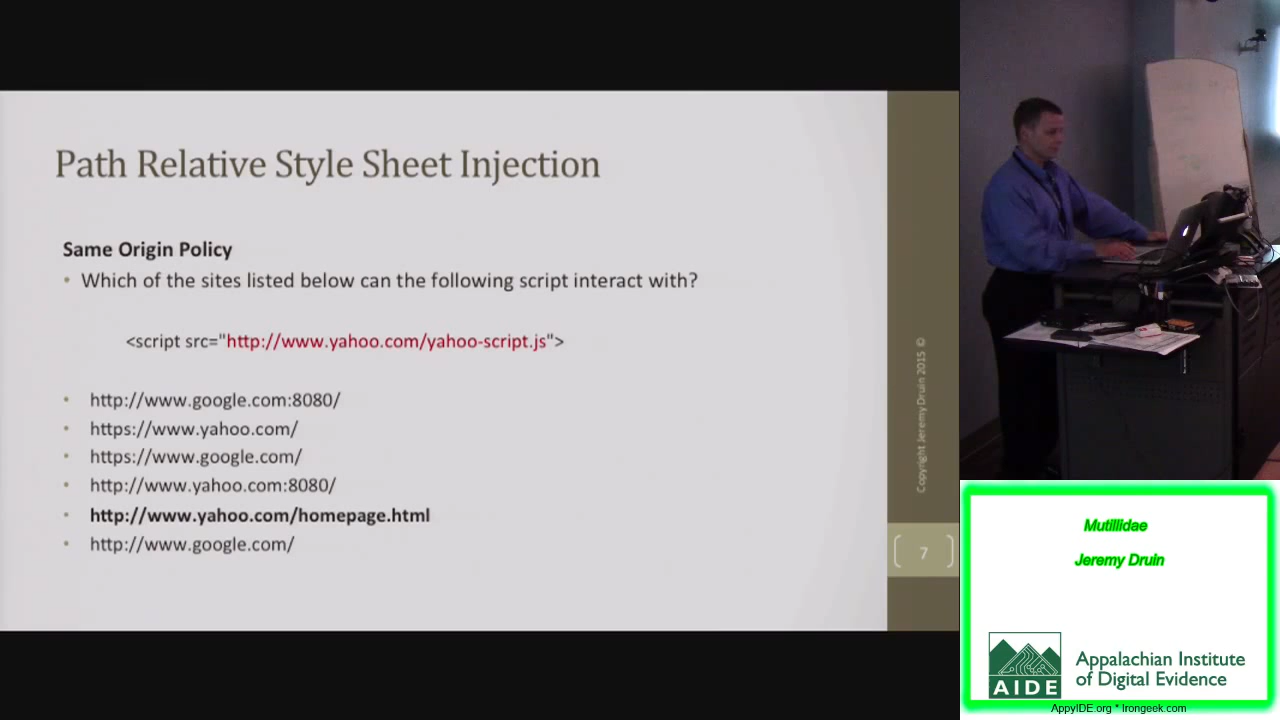 Path Relative Style Sheet Injection
Same Origin Policy
• Which of the sites listed below can the following script interact with?
<script src="http://www.yahoo.com/yahoo-script.js">
• http://www.google.com:8080/
• https://www.yahoo.com/
• https://www.google.com/
• http://www.yahoo.com:8080/
• http://www.yahoo.com/homepage.html
• http://www.google.com/
Copyright Jeremy Druin 2015 ©
7
Mutillidae
Jeremy Druin
AIDE
Appalachian Institute
of Digital Evidence
AppyIDE.org * Irongeek.com